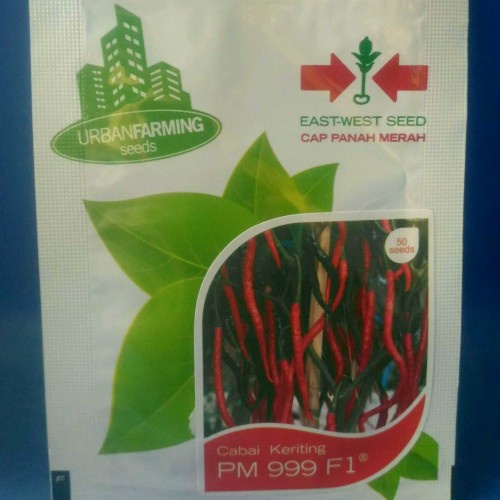 URBANFARMING
seeds
EAST-WEST SEED
CAP PANAH MERAH
50
seeds
Cabai Keriting
PM 999 F1®